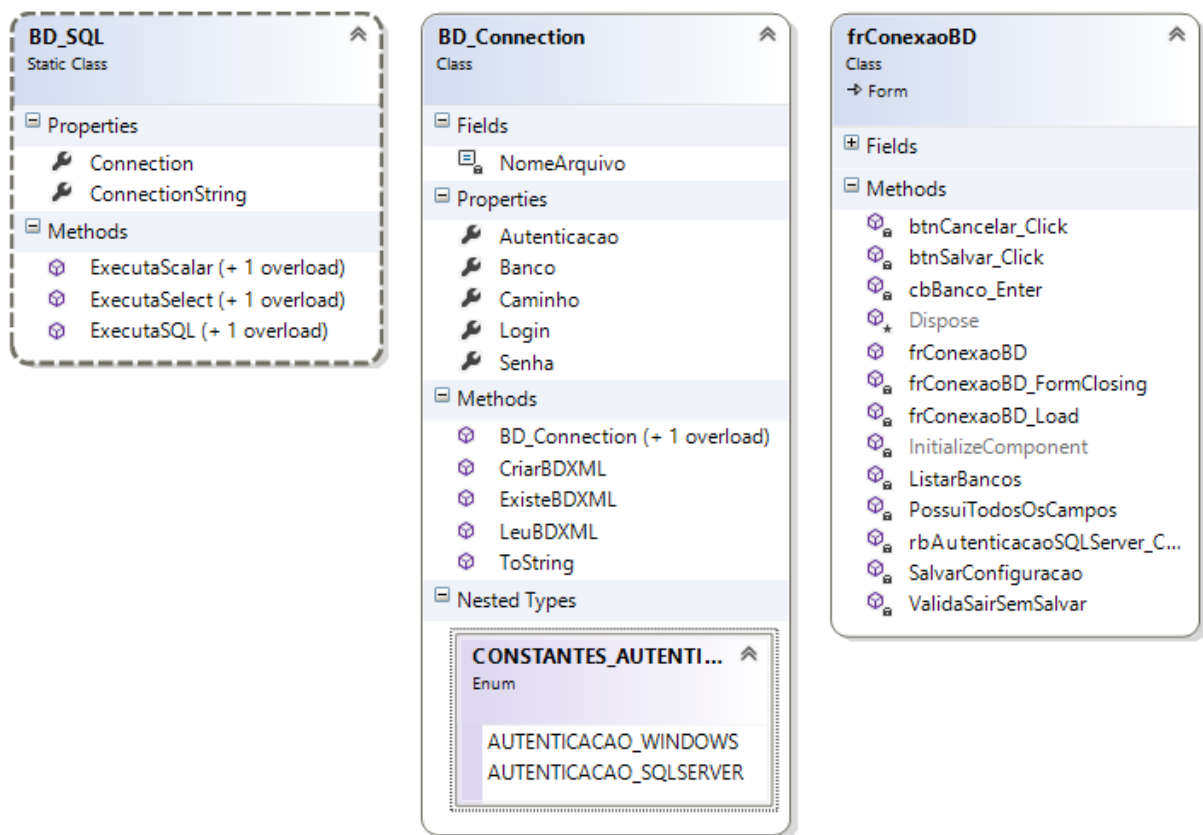 BD_SQL
Static Class
Properties
Connection
ConnectionString
Methods
ExecutaScalar (+ 1 overload)
ExecutaSelect (+ 1 overload)
ExecutaSQL (+ 1 overload)
BD_Connection
Class
Fields
NomeArquivo
Properties
Autenticacao
Banco
Caminho
Login
Senha
Methods
BD_Connection (+ 1 overload)
CriarBDXML
ExisteBDXML
LeuBDXML
ToString
Nested Types
CONSTANTES_AUTENTI...
Enum
AUTENTICACAO_WINDOWS
AUTENTICACAO_SQLSERVER
frConexaoBD
Class
Form
Fields
Methods
btnCancelar_Click
btnSalvar_Click
cbBanco_Enter
Dispose
frConexaoBD
frConexaoBD_FormClosing
frConexaoBD_Load
InitializeComponent
ListarBancos
PossuiTodosOsCampos
rbAutenticacaoSQLServer_C...
SalvarConfiguracao
ValidaSairSemSalvar